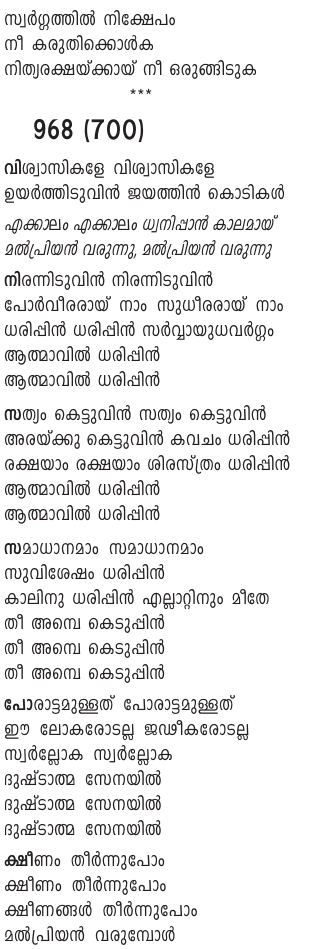 സ്വർഗ്ഗത്തിൽ നിക്ഷേപം
നീ കരുതിക്കൊൾക
നിത്യരക്ഷയ്ക്കായ് നീ ഒരുങ്ങിടുക
***
968 (700)
വിശ്വാസികളേ വിശ്വാസികളേ
ഉയർത്തിടുവിൻ ജയത്തിൻ കൊടികൾ
എക്കാലം എക്കാലം ധ്വനിപ്പാൻ കാലമായ്
മൽപ്രിയൻ വരുന്നു, മൽപ്രിയൻ വരുന്നു
നിരന്നിടുവിൻ നിരന്നിടുവിൻ
പോർവീരരായ് നാം സുധീരരായ് നാം
ധരിപ്പിൻ ധരിപ്പിൻ സർവ്വായുധവർഗ്ഗം
ആത്മാവിൽ ധരിപ്പിൻ
ആത്മാവിൽ ധരിപ്പിൻ
സത്യം കെട്ടുവിൻ സത്യം കെട്ടുവിൻ
അരയ്ക്കു കെട്ടുവിൻ കവചം ധരിപ്പിൻ
രക്ഷയാം രക്ഷയാം ശിരസ്ത്രം ധരിപ്പിൻ
ആത്മാവിൽ ധരിപ്പിൻ
ആത്മാവിൽ ധരിപ്പിൻ
സമാധാനമാം സമാധാനമാം
സുവിശേഷം ധരിപ്പിൻ
കാലിനു ധരിപ്പിൻ എല്ലാറ്റിനും മീതേ
തീ അമ്പെ കെടുപ്പിൻ
തീ അമ്പെ കെടുപ്പിൻ
തീ അമ്പെ കെടുപ്പിൻ
പോരാട്ടമുള്ളത് പോരാട്ടമുള്ളത്
ഈ ലോകരോടല്ല ജഢീകരോടല്ല
സ്വർല്ലോക സ്വർല്ലോക
ദുഷ്ടാത്മ സേനയിൽ
ദുഷ്ടാത്മ സേനയിൽ
ദുഷ്ടാത്മ സേനയിൽ
ക്ഷീണം തീർന്നുപോം
ക്ഷീണം തീർന്നുപോം
ക്ഷീണങ്ങൾ തീർന്നുപോം
മൽപ്രിയൻ വരുമ്പോൾ